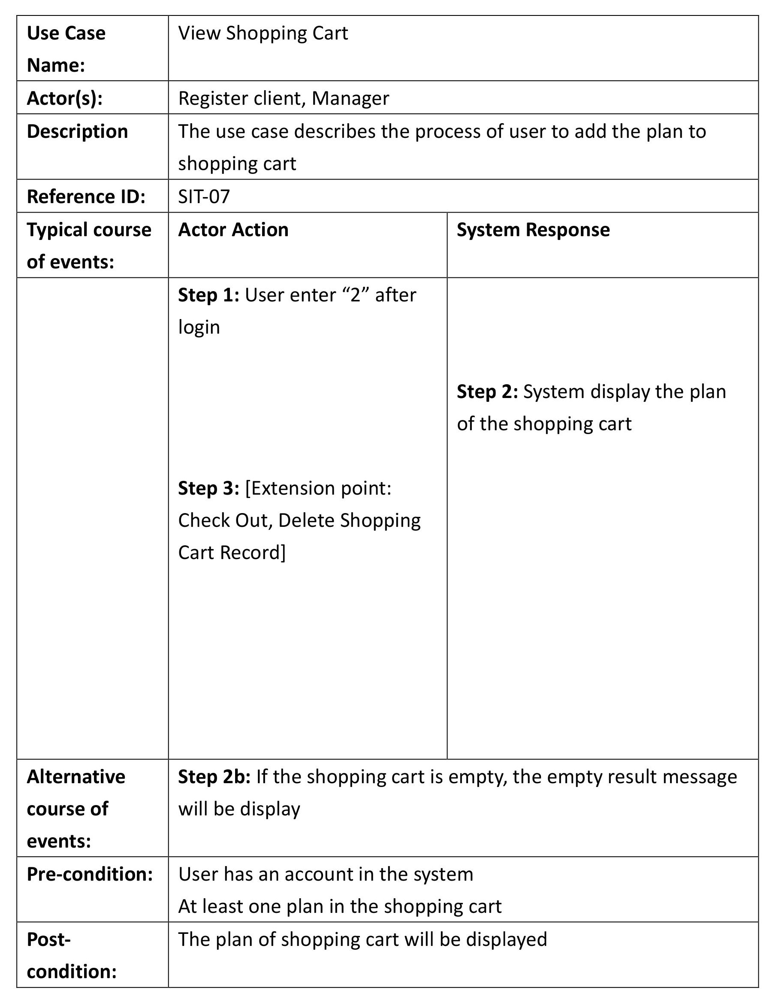 Use Case
Name:
View Shopping Cart
Actor(s):
Register client, Manager
Description
The use case describes the process of user to add the plan to
shopping cart
Reference ID:
SIT-07
Typical course
of events:
Actor Action
System Response
Step 1: User enter “2” after
login
Step 2: System display the plan
of the shopping cart
Step 3: [Extension point:
Check Out, Delete Shopping
Cart Record]
Alternative
course of
events:
Step 2b: If the shopping cart is empty, the empty result message
will be display
Pre-condition:
User has an account in the system
At least one plan in the shopping cart
Post-
condition:
The plan of shopping cart will be displayed